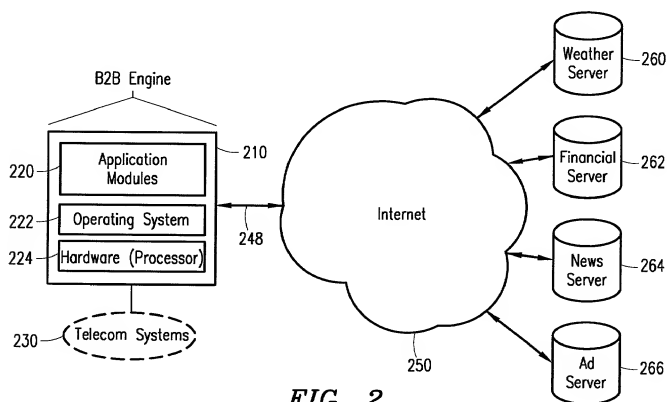 B2B Engine
210
220
Application
Modules
222
Operating System
224
Hardware (Processor)
230
Telecom Systems
248
Internet
250
Weather
Server
260
Financial
Server
262
News
Server
264
Ad
Server
266
FIG. 2